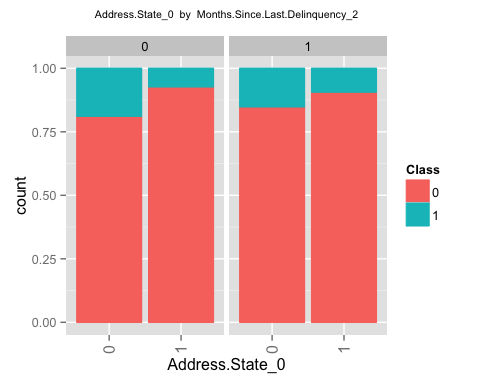 Address.State_0 by Months.Since.Last.Delinquency_2
0 1
1.00
0.75
0.50
0.25
0.00
count
0 1 0 1
Address.State_0
Class
0
1